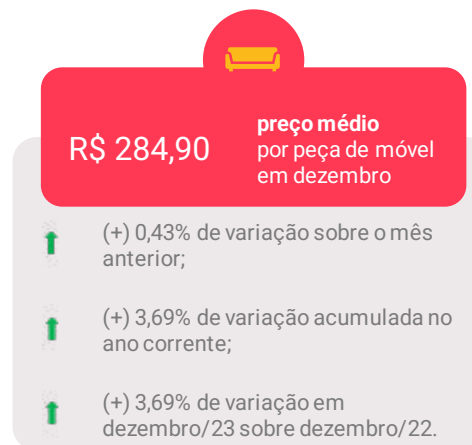 R$ 284,90
preço médio
por peça de móvel
em dezembro
(+) 0,43% de variação sobre o mês
anterior;
(+) 3,69% de variação acumulada no
ano corrente;
(+) 3,69% de variação em
dezembro/23 sobre dezembro/22.